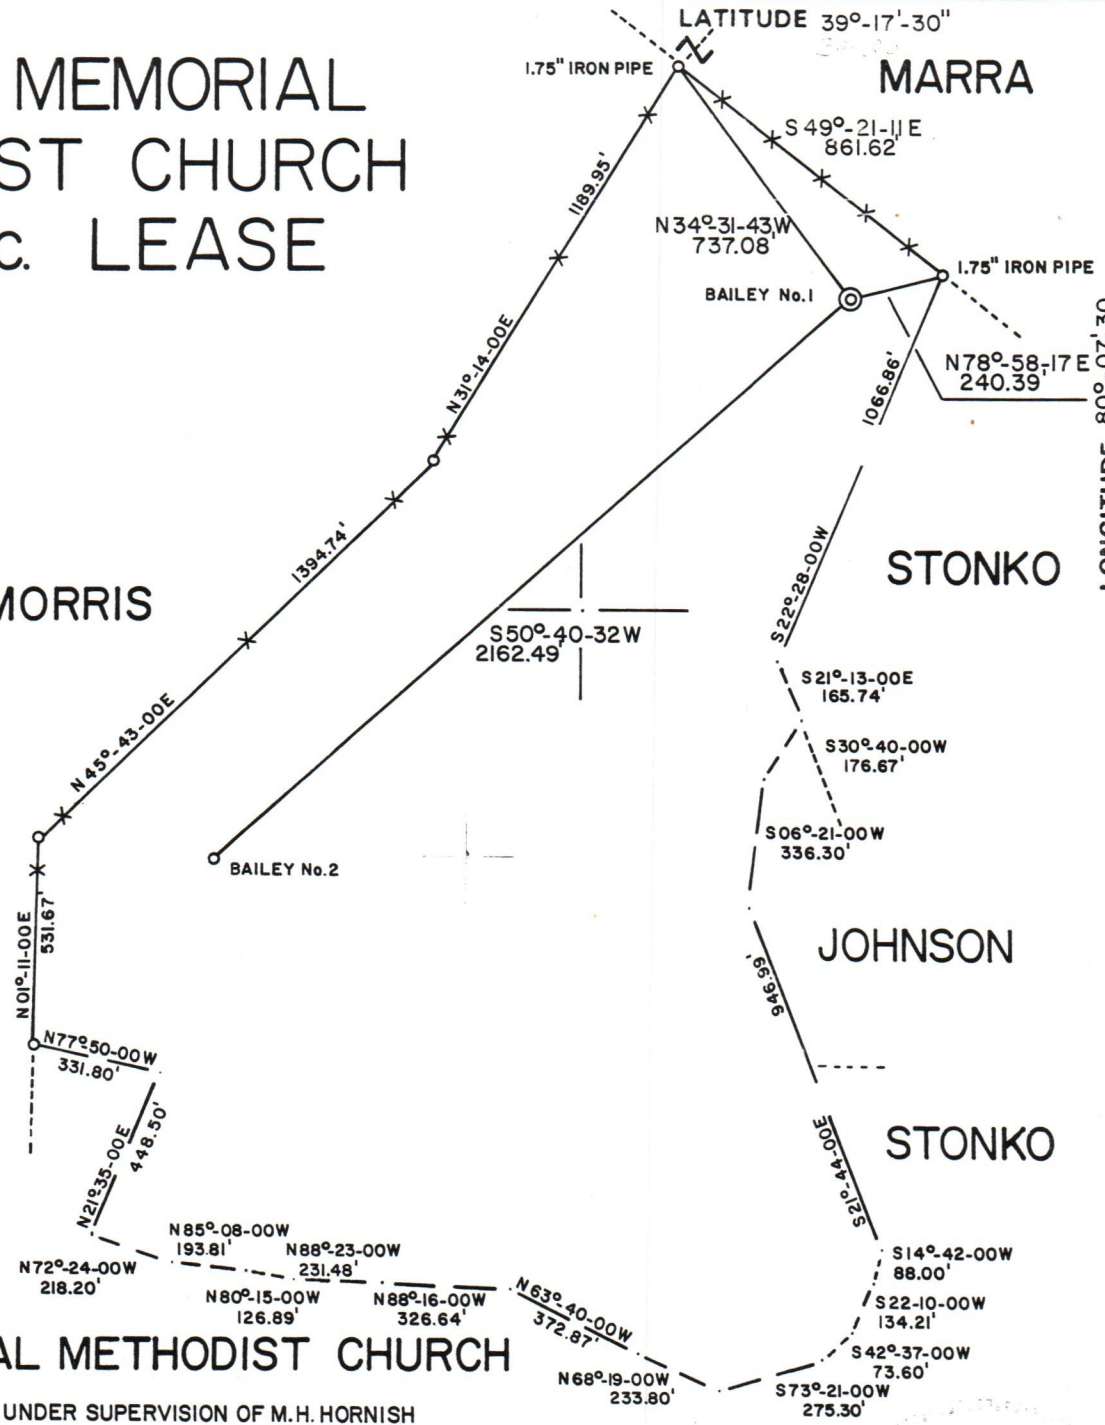 LATITUDE 39°-17'-30"
1.75" IRON PIPE
MARRA
MEMORIAL
ST CHURCH
c. LEASE
S49°-21-11E
861.62'
1189.95'
N34°-31-43W
737.08'
1.75" IRON PIPE
BAILEY No.1
80° 07' 30
N78°-58-17E
240.39'
1066.86'
N31°-14-00E
1394.74'
S22°-28-00W
STONKO
MORRIS
S50°-40-32W
2162.49'
S21°-13-00E
165.74'
N45°-43-00E
S30°-40-00W
176.67'
S06°-21-00W
336.30'
BAILEY No.2
N01°-11-00E
531.67'
JOHNSON
946.99'
N77°-50-00W
331.80'
N21°-35-00E
448.50'
STONKO
S21°-44-00E
N85°-08-00W
193.81'
N88°-23-00W
231.48'
S14°-42-00W
88.00'
N72°-24-00W
218.20'
N80°-15-00W
126.89'
N88°-16-00W
326.64'
N63°-40-00W
372.87'
S22-10-00W
134.21'
S42°-37-00W
73.60'
N68°-19-00W
233.80'
S73°-21-00W
275.30'
AL METHODIST CHURCH
UNDER SUPERVISION OF M.H. HORNISH